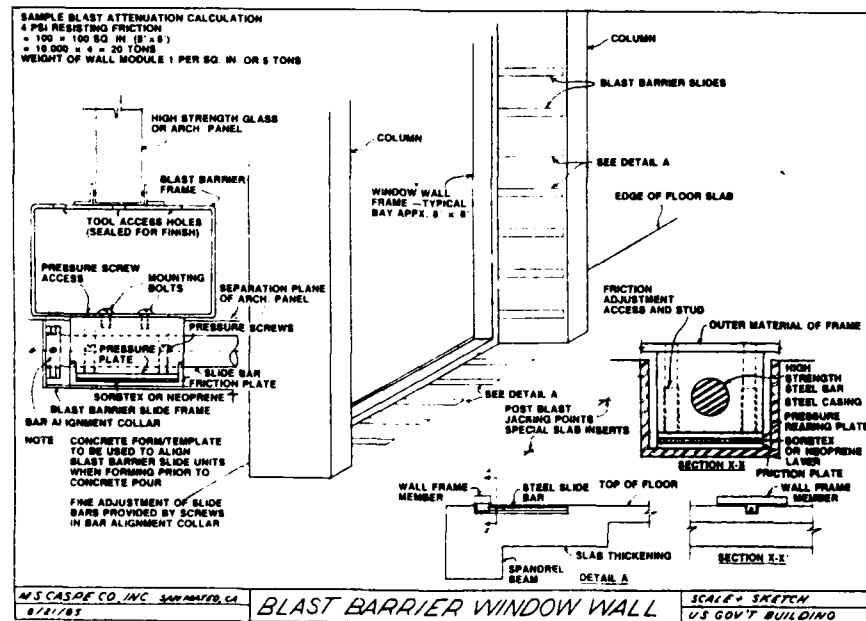 SAMPLE BLAST ATTENUATION CALCULATION
4 PSI RESISTING FRICTION
= 100 × 100 SQ. IN. (8' × 8')
= 10,000 × 4 = 20 TONS
WEIGHT OF WALL MODULE 1 PER SQ. IN. OR 5 TONS
HIGH STRENGTH GLASS
OR ARCH. PANEL
BLAST BARRIER
FRAME
TOOL ACCESS HOLES
(SEALED FOR FINISH)
PRESSURE SCREW
ACCESS
MOUNTING
BOLTS
SEPARATION PLANE
OF ARCH. PANEL
PRESSURE SCREWS
PRESSURE
PLATE
SLIDE BAR
FRICTION PLATE
SORBTEX OR NEOPRENE
BLAST BARRIER SLIDE FRAME
BAR ALIGNMENT COLLAR
NOTE CONCRETE FORM/TEMPLATE
TO BE USED TO ALIGN
BLAST BARRIER SLIDE UNITS
WHEN FORMING PRIOR TO
CONCRETE POUR
FINE ADJUSTMENT OF SLIDE
BARS PROVIDED BY SCREWS
IN BAR ALIGNMENT COLLAR
COLUMN
WINDOW WALL
FRAME — TYPICAL
BAY APPX. 8' × 8'
COLUMN
BLAST BARRIER SLIDES
SEE DETAIL A
EDGE OF FLOOR SLAB
FRICTION
ADJUSTMENT
ACCESS AND STUD
OUTER MATERIAL OF FRAME
HIGH
STRENGTH
STEEL BAR
STEEL CASING
PRESSURE
BEARING PLATE
SORBTEX
OR NEOPRENE
LAYER
FRICTION PLATE
SECTION X-X
SEE DETAIL A
POST BLAST
JACKING POINTS
SPECIAL SLAB INSERTS
WALL FRAME
MEMBER
STEEL SLIDE
BAR
TOP OF FLOOR
SLAB THICKENING
SPANDREL
BEAM
DETAIL A
WALL FRAME
MEMBER
SECTION X-X
M S CASPE CO, INC SAN MATEO, CA
8/21/85
BLAST BARRIER WINDOW WALL
SCALE + SKETCH
US GOV'T BUILDING